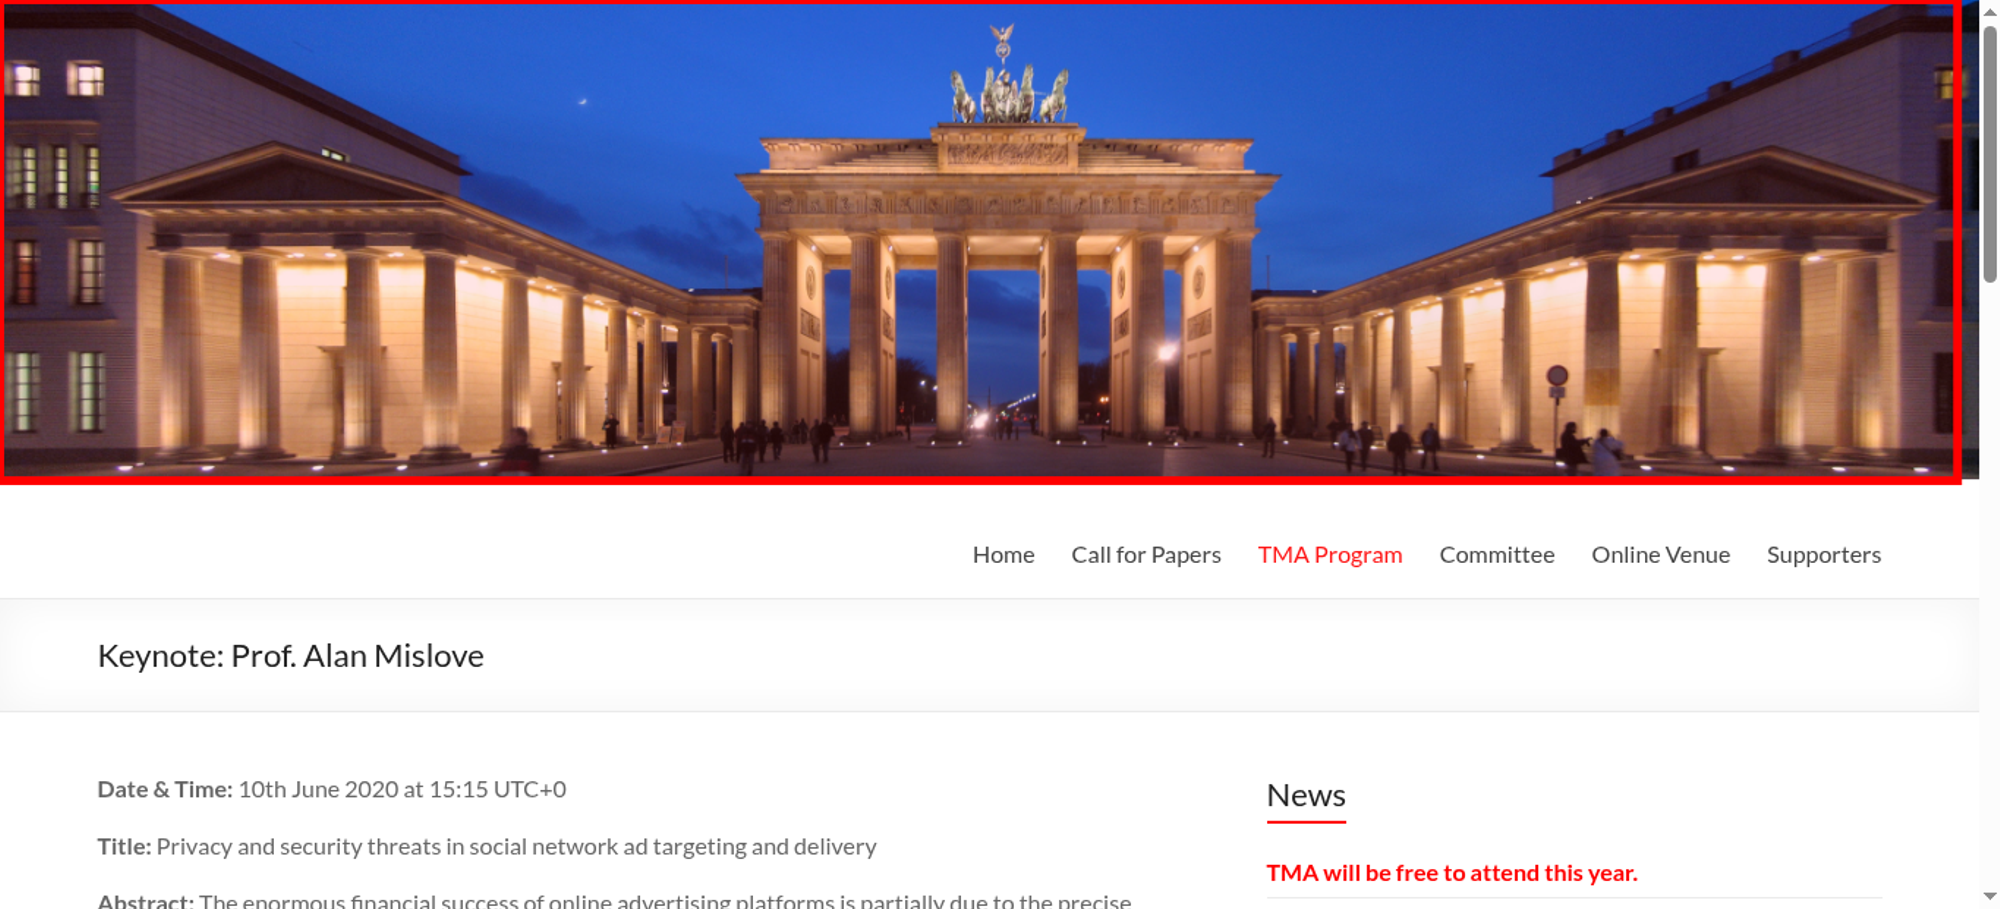 Home Call for Papers TMA Program Committee Online Venue Supporters
Keynote: Prof. Alan Mislove
Date & Time: 10th June 2020 at 15:15 UTC+0
Title: Privacy and security threats in social network ad targeting and delivery
Abstract: The enormous financial success of online advertising platforms is partially due to the precise
News
TMA will be free to attend this year.